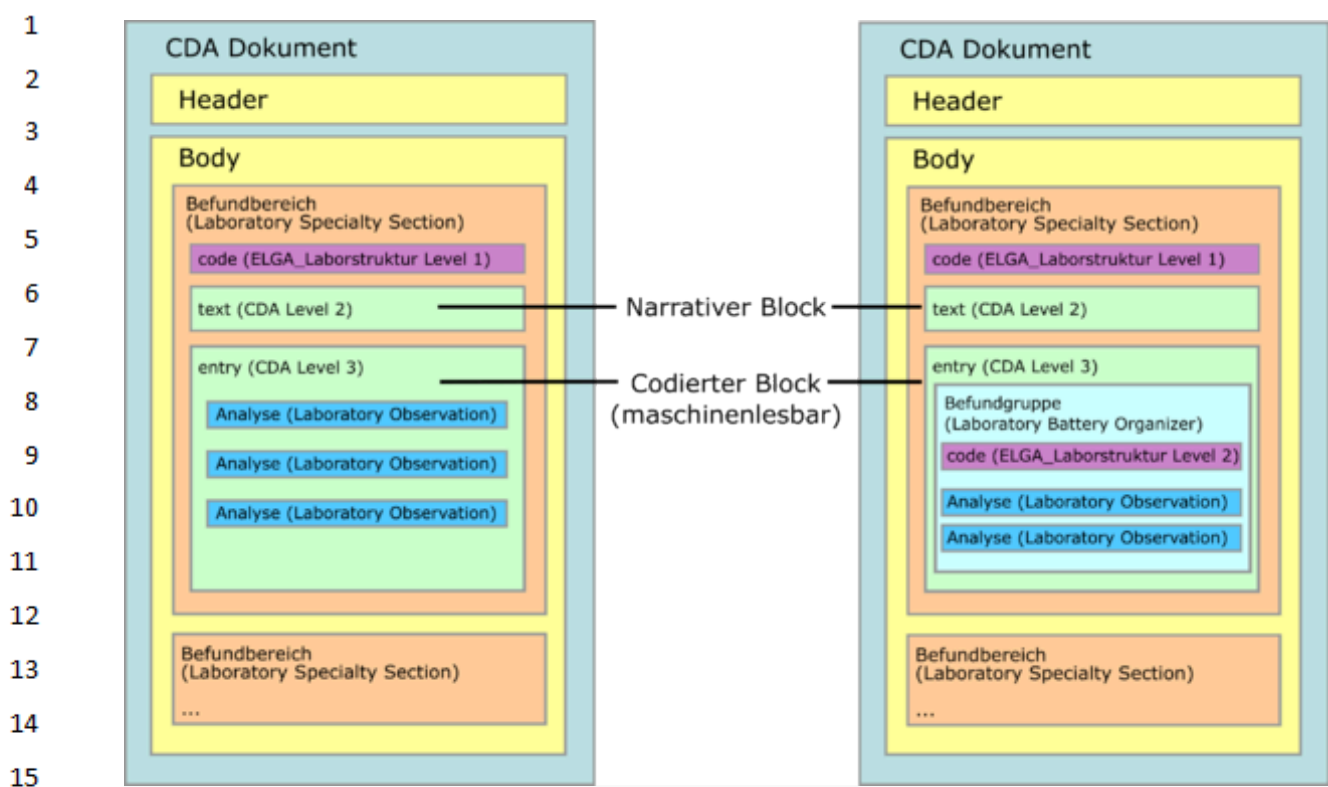 1
2
3
4
5
6
7
8
9
10
11
12
13
14
15
CDA Dokument
Header
Body
Befundbereich
(Laboratory Specialty Section)
code (ELGA_Laborstruktur Level 1)
text (CDA Level 2)
entry (CDA Level 3)
Analyse (Laboratory Observation)
Analyse (Laboratory Observation)
Analyse (Laboratory Observation)
Befundbereich
(Laboratory Specialty Section)
...
Narrativer Block
Codierter Block
(maschinenlesbar)
CDA Dokument
Header
Body
Befundbereich
(Laboratory Specialty Section)
code (ELGA_Laborstruktur Level 1)
text (CDA Level 2)
entry (CDA Level 3)
Befundgruppe
(Laboratory Battery Organizer)
code (ELGA_Laborstruktur Level 2)
Analyse (Laboratory Observation)
Analyse (Laboratory Observation)
Befundbereich
(Laboratory Specialty Section)
...